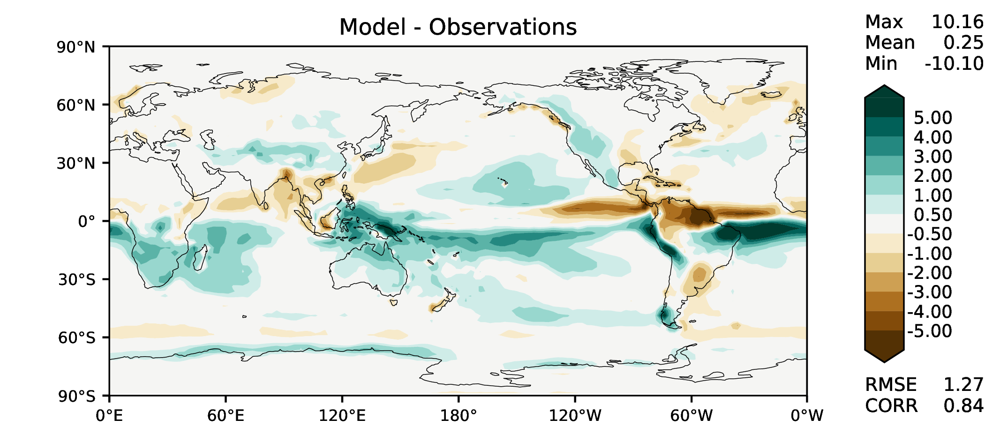 Model - Observations
Max 10.16
Mean 0.25
Min -10.10
90°N
60°N
30°N
0°
30°S
60°S
90°S
0°E 60°E 120°E 180° 120°W 60°W 0°W
5.00
4.00
3.00
2.00
1.00
0.50
-0.50
-1.00
-2.00
-3.00
-4.00
-5.00
RMSE 1.27
CORR 0.84